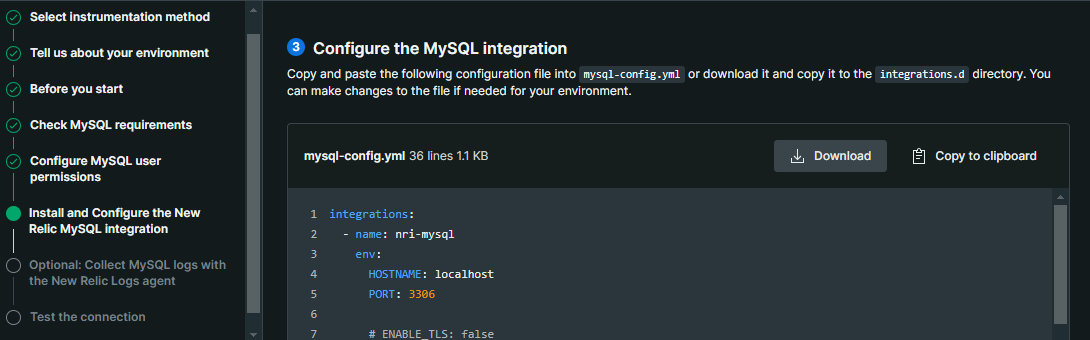 Select instrumentation method
Tell us about your environment
Before you start
Check MySQL requirements
Configure MySQL user
permissions
Install and Configure the New
Relic MySQL integration
Optional: Collect MySQL logs with
the New Relic Logs agent
Test the connection
3 Configure the MySQL integration
Copy and paste the following configuration file into mysql-config.yml or download it and copy it to the integrations.d directory. You
can make changes to the file if needed for your environment.
mysql-config.yml 36 lines 1.1 KB Download Copy to clipboard
1 integrations:
2 - name: nri-mysql
3 env:
4 HOSTNAME: localhost
5 PORT: 3306
6
7 # ENABLE_TLS: false